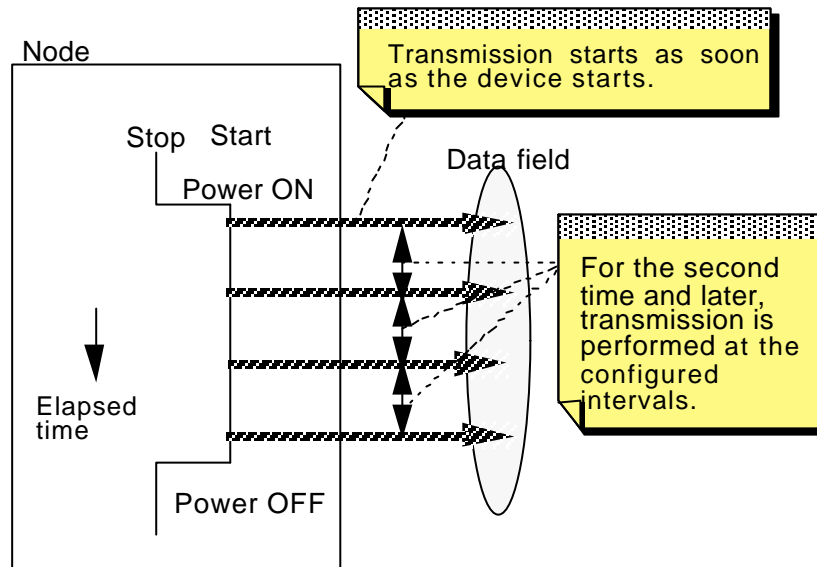 Node
Transmission starts as soon
as the device starts.
Stop Start
Data field
Power ON
For the second
time and later,
transmission is
performed at the
configured
intervals.
Elapsed
time
Power OFF